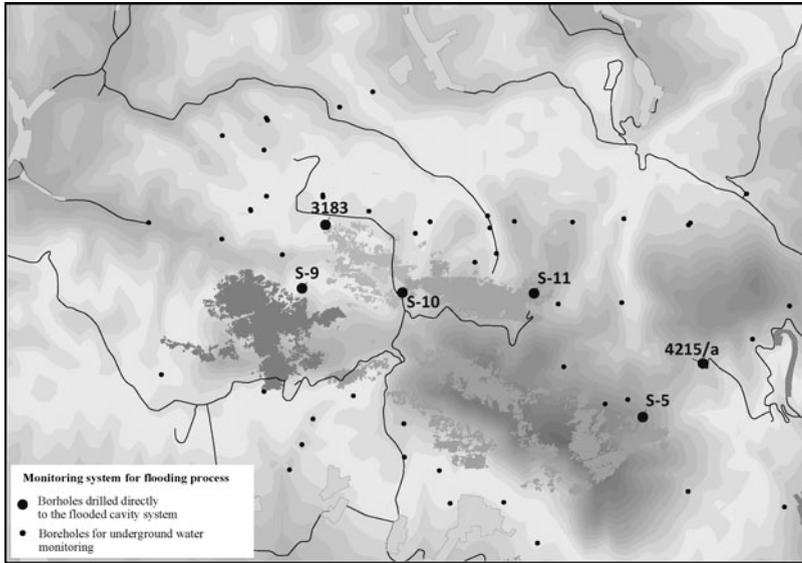 3183
S-9
S-10
S-11
4215/a
S-5
Monitoring system for flooding process
Borholes drilled directly
to the flooded cavity system
Boreholes for underground water
monitoring